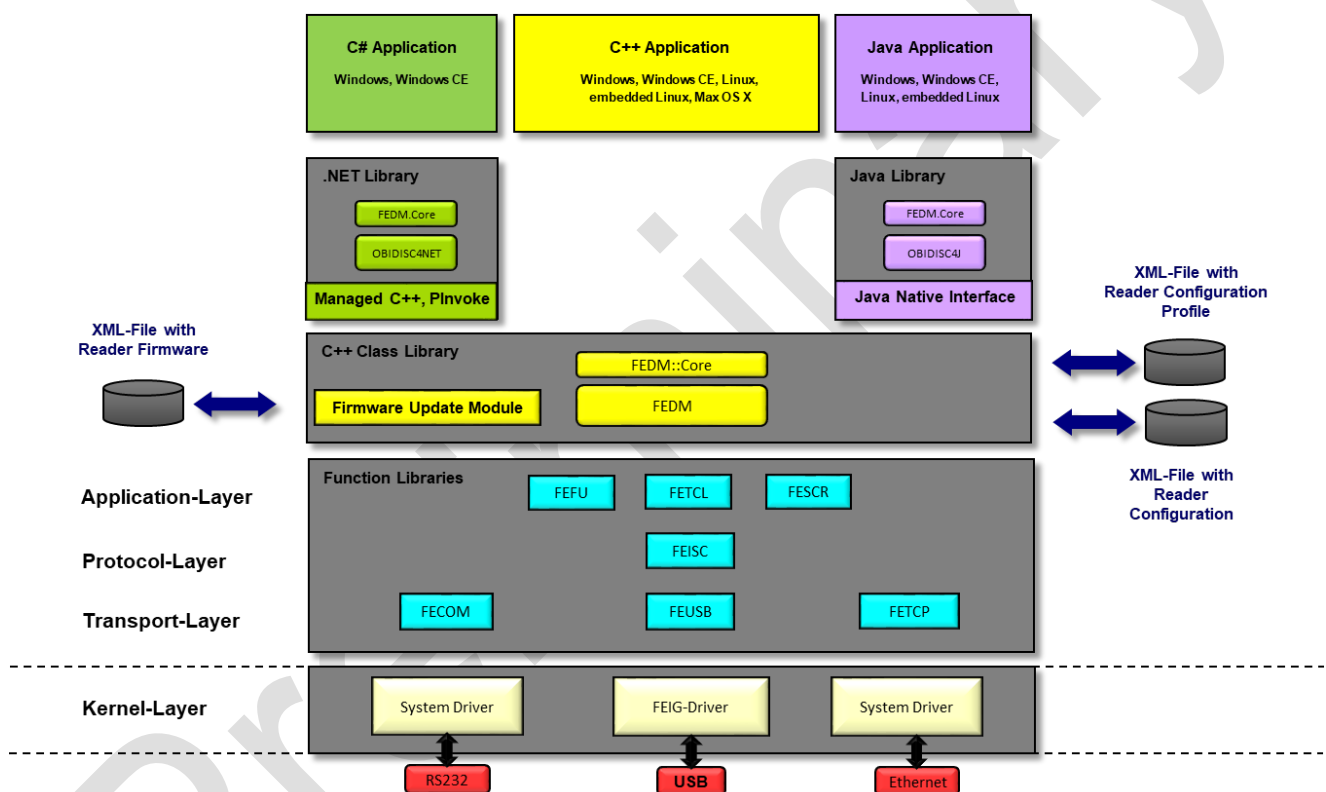 C# Application
Windows, Windows CE
C++ Application
Windows, Windows CE, Linux,
embedded Linux, Max OS X
Java Application
Windows, Windows CE,
Linux, embedded Linux
.NET Library
FEDM.Core
OBIDISC4NET
Managed C++, PInvoke
Java Library
FEDM.Core
OBIDISC4J
Java Native Interface
XML-File with
Reader Firmware
XML-File with
Reader Configuration
Profile
C++ Class Library
FEDM::Core
Firmware Update Module
FEDM
XML-File with
Reader
Configuration
Function Libraries
Application-Layer
FEFU
FETCL
FESCR
Protocol-Layer
FEISC
Transport-Layer
FECOM
FEUSB
FETCP
Kernel-Layer
System Driver
FEIG-Driver
System Driver
RS232
USB
Ethernet